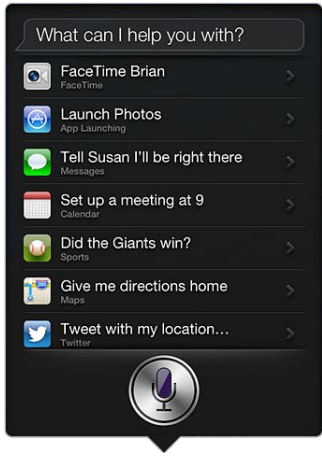 What can I help you with?
FaceTime Brian
FaceTime
Launch Photos
App Launching
Tell Susan I'll be right there
Messages
Set up a meeting at 9
Calendar
Did the Giants win?
Sports
Give me directions home
Maps
Tweet with my location...
Twitter